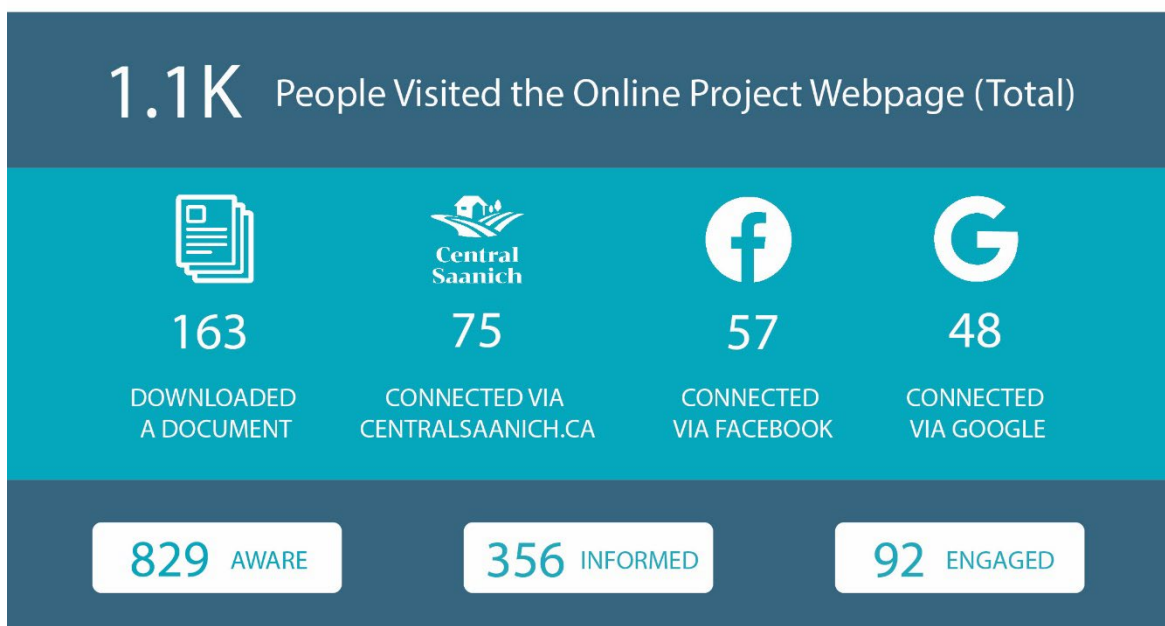 1.1K People Visited the Online Project Webpage (Total)
Central
Saanich
163
75
57
48
DOWNLOADED
A DOCUMENT
CONNECTED VIA
CENTRALSAANICH.CA
CONNECTED
VIA FACEBOOK
CONNECTED
VIA GOOGLE
829 AWARE
356 INFORMED
92 ENGAGED